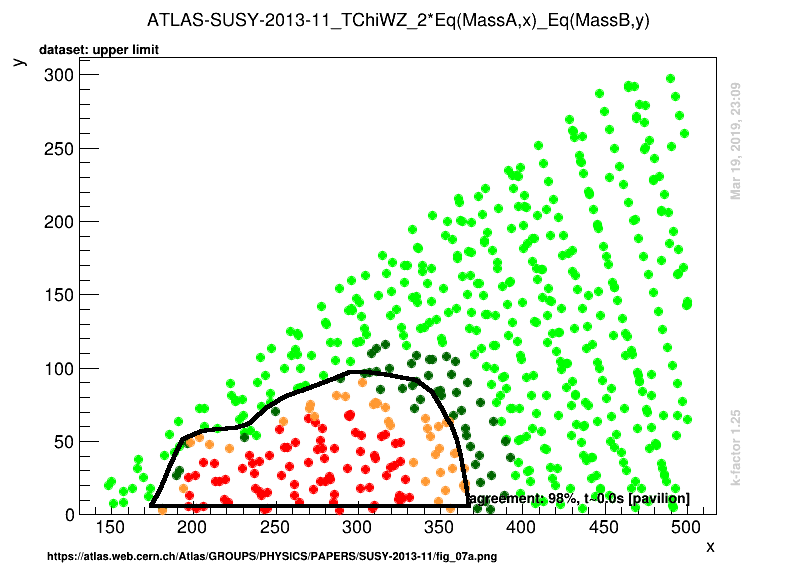 ATLAS-SUSY-2013-11_TChiWZ_2*Eq(MassA,x)_Eq(MassB,y)
dataset: upper limit
y
300
250
200
150
100
50
0
150 200 250 300 350 400 450 500
x
agreement: 98%, t~0.0s [pavilion]
Mar 19, 2019, 23:09
k-factor 1.25
https://atlas.web.cern.ch/Atlas/GROUPS/PHYSICS/PAPERS/SUSY-2013-11/fig_07a.png